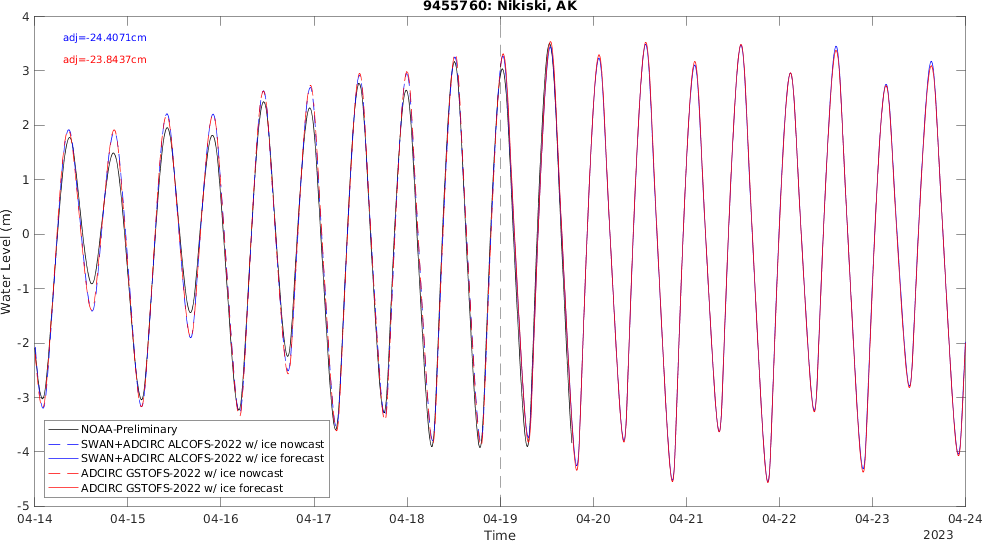 9455760: Nikiski, AK
adj=-24.4071cm
adj=-23.8437cm
4
3
2
1
0
-1
-2
-3
-4
-5
Water Level (m)
NOAA-Preliminary
SWAN+ADCIRC ALCOFS-2022 w/ ice nowcast
SWAN+ADCIRC ALCOFS-2022 w/ ice forecast
ADCIRC GSTOFS-2022 w/ ice nowcast
ADCIRC GSTOFS-2022 w/ ice forecast
04-14 04-15 04-16 04-17 04-18 04-19 04-20 04-21 04-22 04-23 04-24
Time
2023